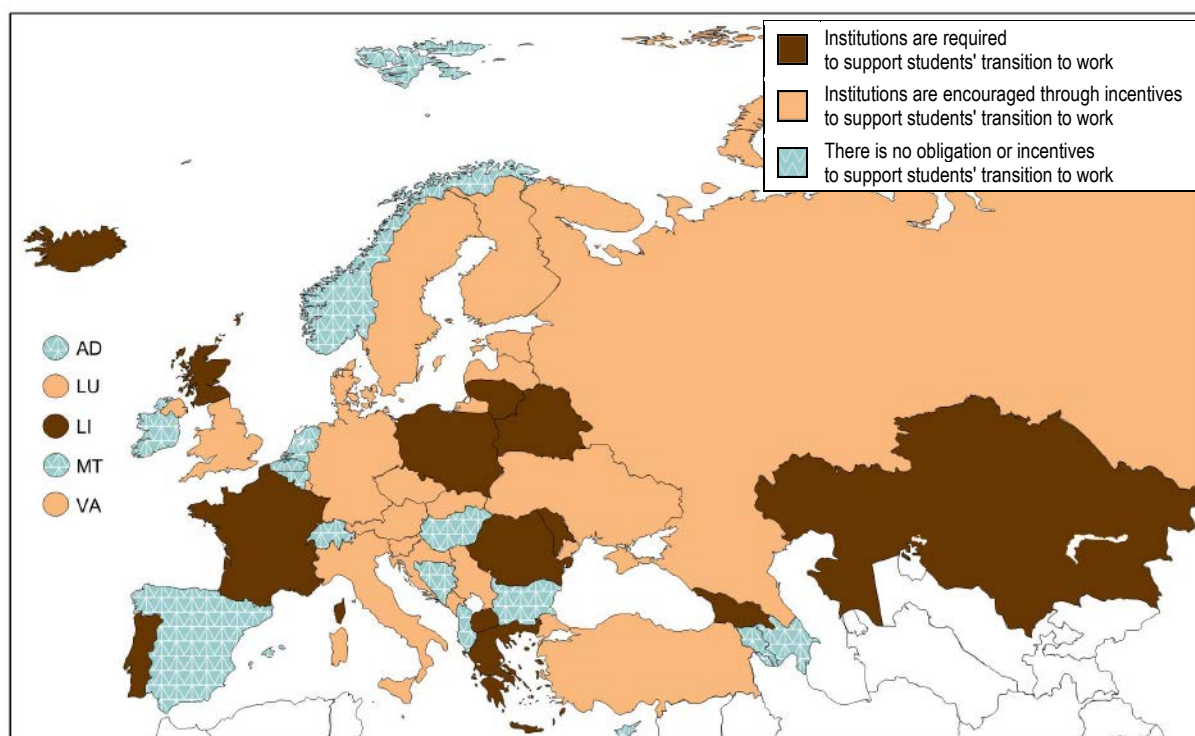 Institutions are required
to support students' transition to work
Institutions are encouraged through incentives
to support students' transition to work
There is no obligation or incentives
to support students' transition to work
AD
LU
LI
MT
VA